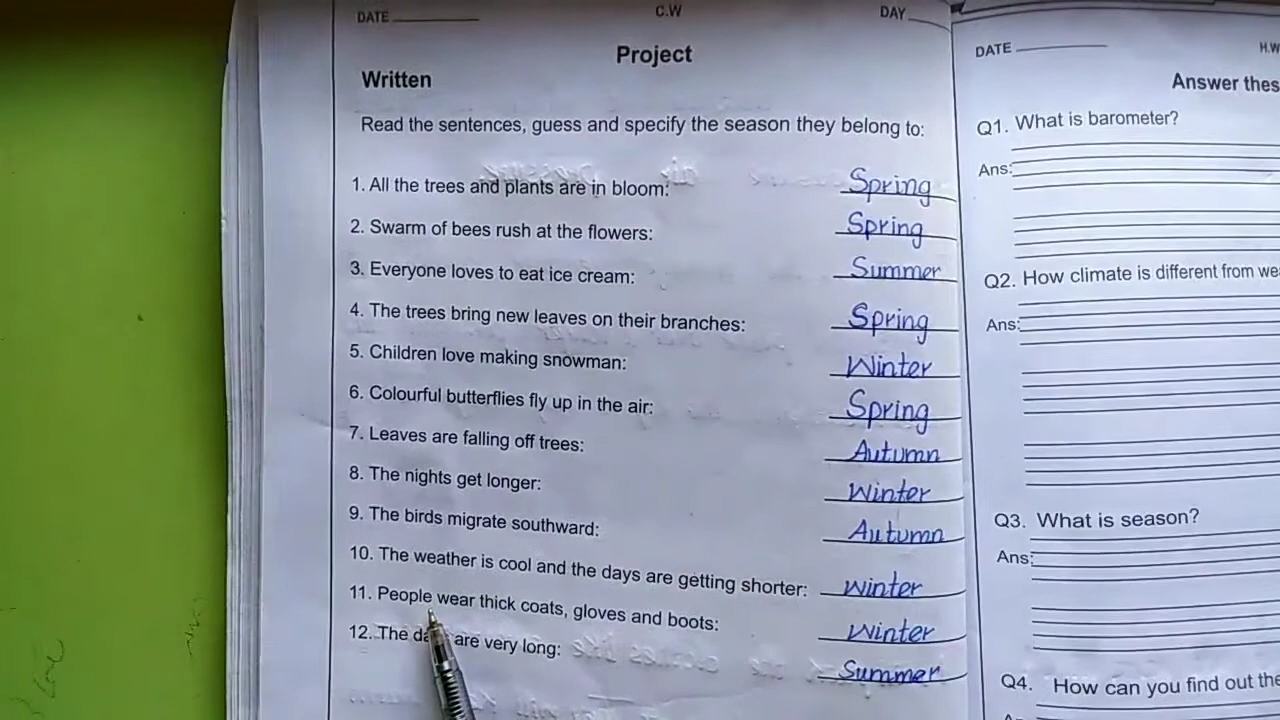 DATE C.W DAY
Project
Written
Read the sentences, guess and specify the season they belong to:
1. All the trees and plants are in bloom: Spring
2. Swarm of bees rush at the flowers: Spring
3. Everyone loves to eat ice cream: Summer
4. The trees bring new leaves on their branches: Spring
5. Children love making snowman: Winter
6. Colourful butterflies fly up in the air: Spring
7. Leaves are falling off trees: Autumn
8. The nights get longer: Winter
9. The birds migrate southward: Autumn
10. The weather is cool and the days are getting shorter: Winter
11. People wear thick coats, gloves and boots: Winter
12. The da are very long: Summer
DATE H.W
Answer thes
Q1. What is barometer?
Ans:
Q2. How climate is different from we
Ans:
Q3. What is season?
Ans:
Q4. How can you find out the